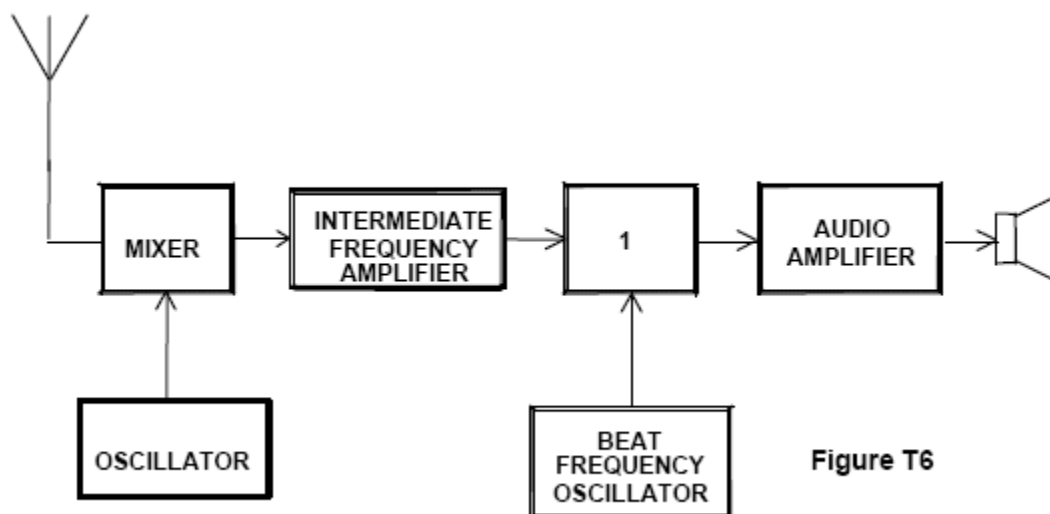 MIXER
INTERMEDIATE
FREQUENCY
AMPLIFIER
1
AUDIO
AMPLIFIER
OSCILLATOR
BEAT
FREQUENCY
OSCILLATOR
Figure T6